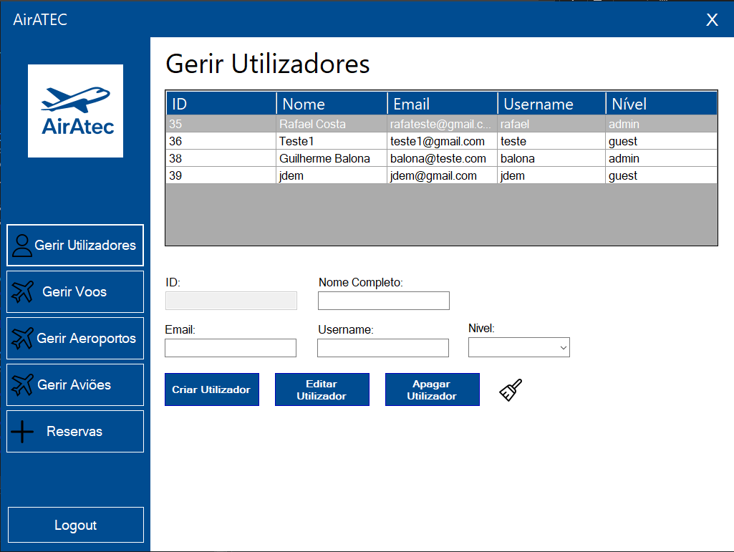 AirATEC X
AirAtec
Gerir Utilizadores
Gerir Voos
Gerir Aeroportos
Gerir Aviões
Reservas
Logout
Gerir Utilizadores
ID Nome Email Username Nível
35 Rafael Costa rafateste@gmail.c... rafael admin
36 Teste1 teste1@gmail.com teste guest
38 Guilherme Balona balona@teste.com balona admin
39 jdem jdem@gmail.com jdem guest
ID: Nome Completo:
Email: Username: Nivel:
Criar Utilizador
Editar
Utilizador
Apagar
Utilizador